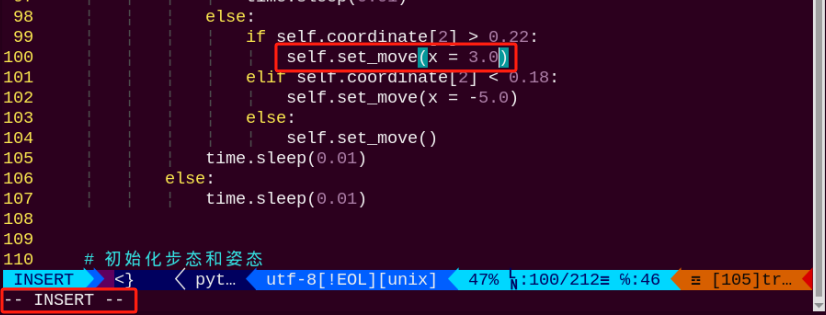 97 time.sleep(0.01)
98 else:
99 if self.coordinate[2] > 0.22:
100 self.set_move(x = 3.0)
101 elif self.coordinate[2] < 0.18:
102 self.set_move(x = -5.0)
103 else:
104 self.set_move()
105 time.sleep(0.01)
106 else:
107 time.sleep(0.01)
108
109
110 # 初始化步态和姿态
INSERT <} pyt… utf-8[!EOL][unix] 47% ㏑:100/212≡ ℅:46 ☲ [105]tr…
-- INSERT --